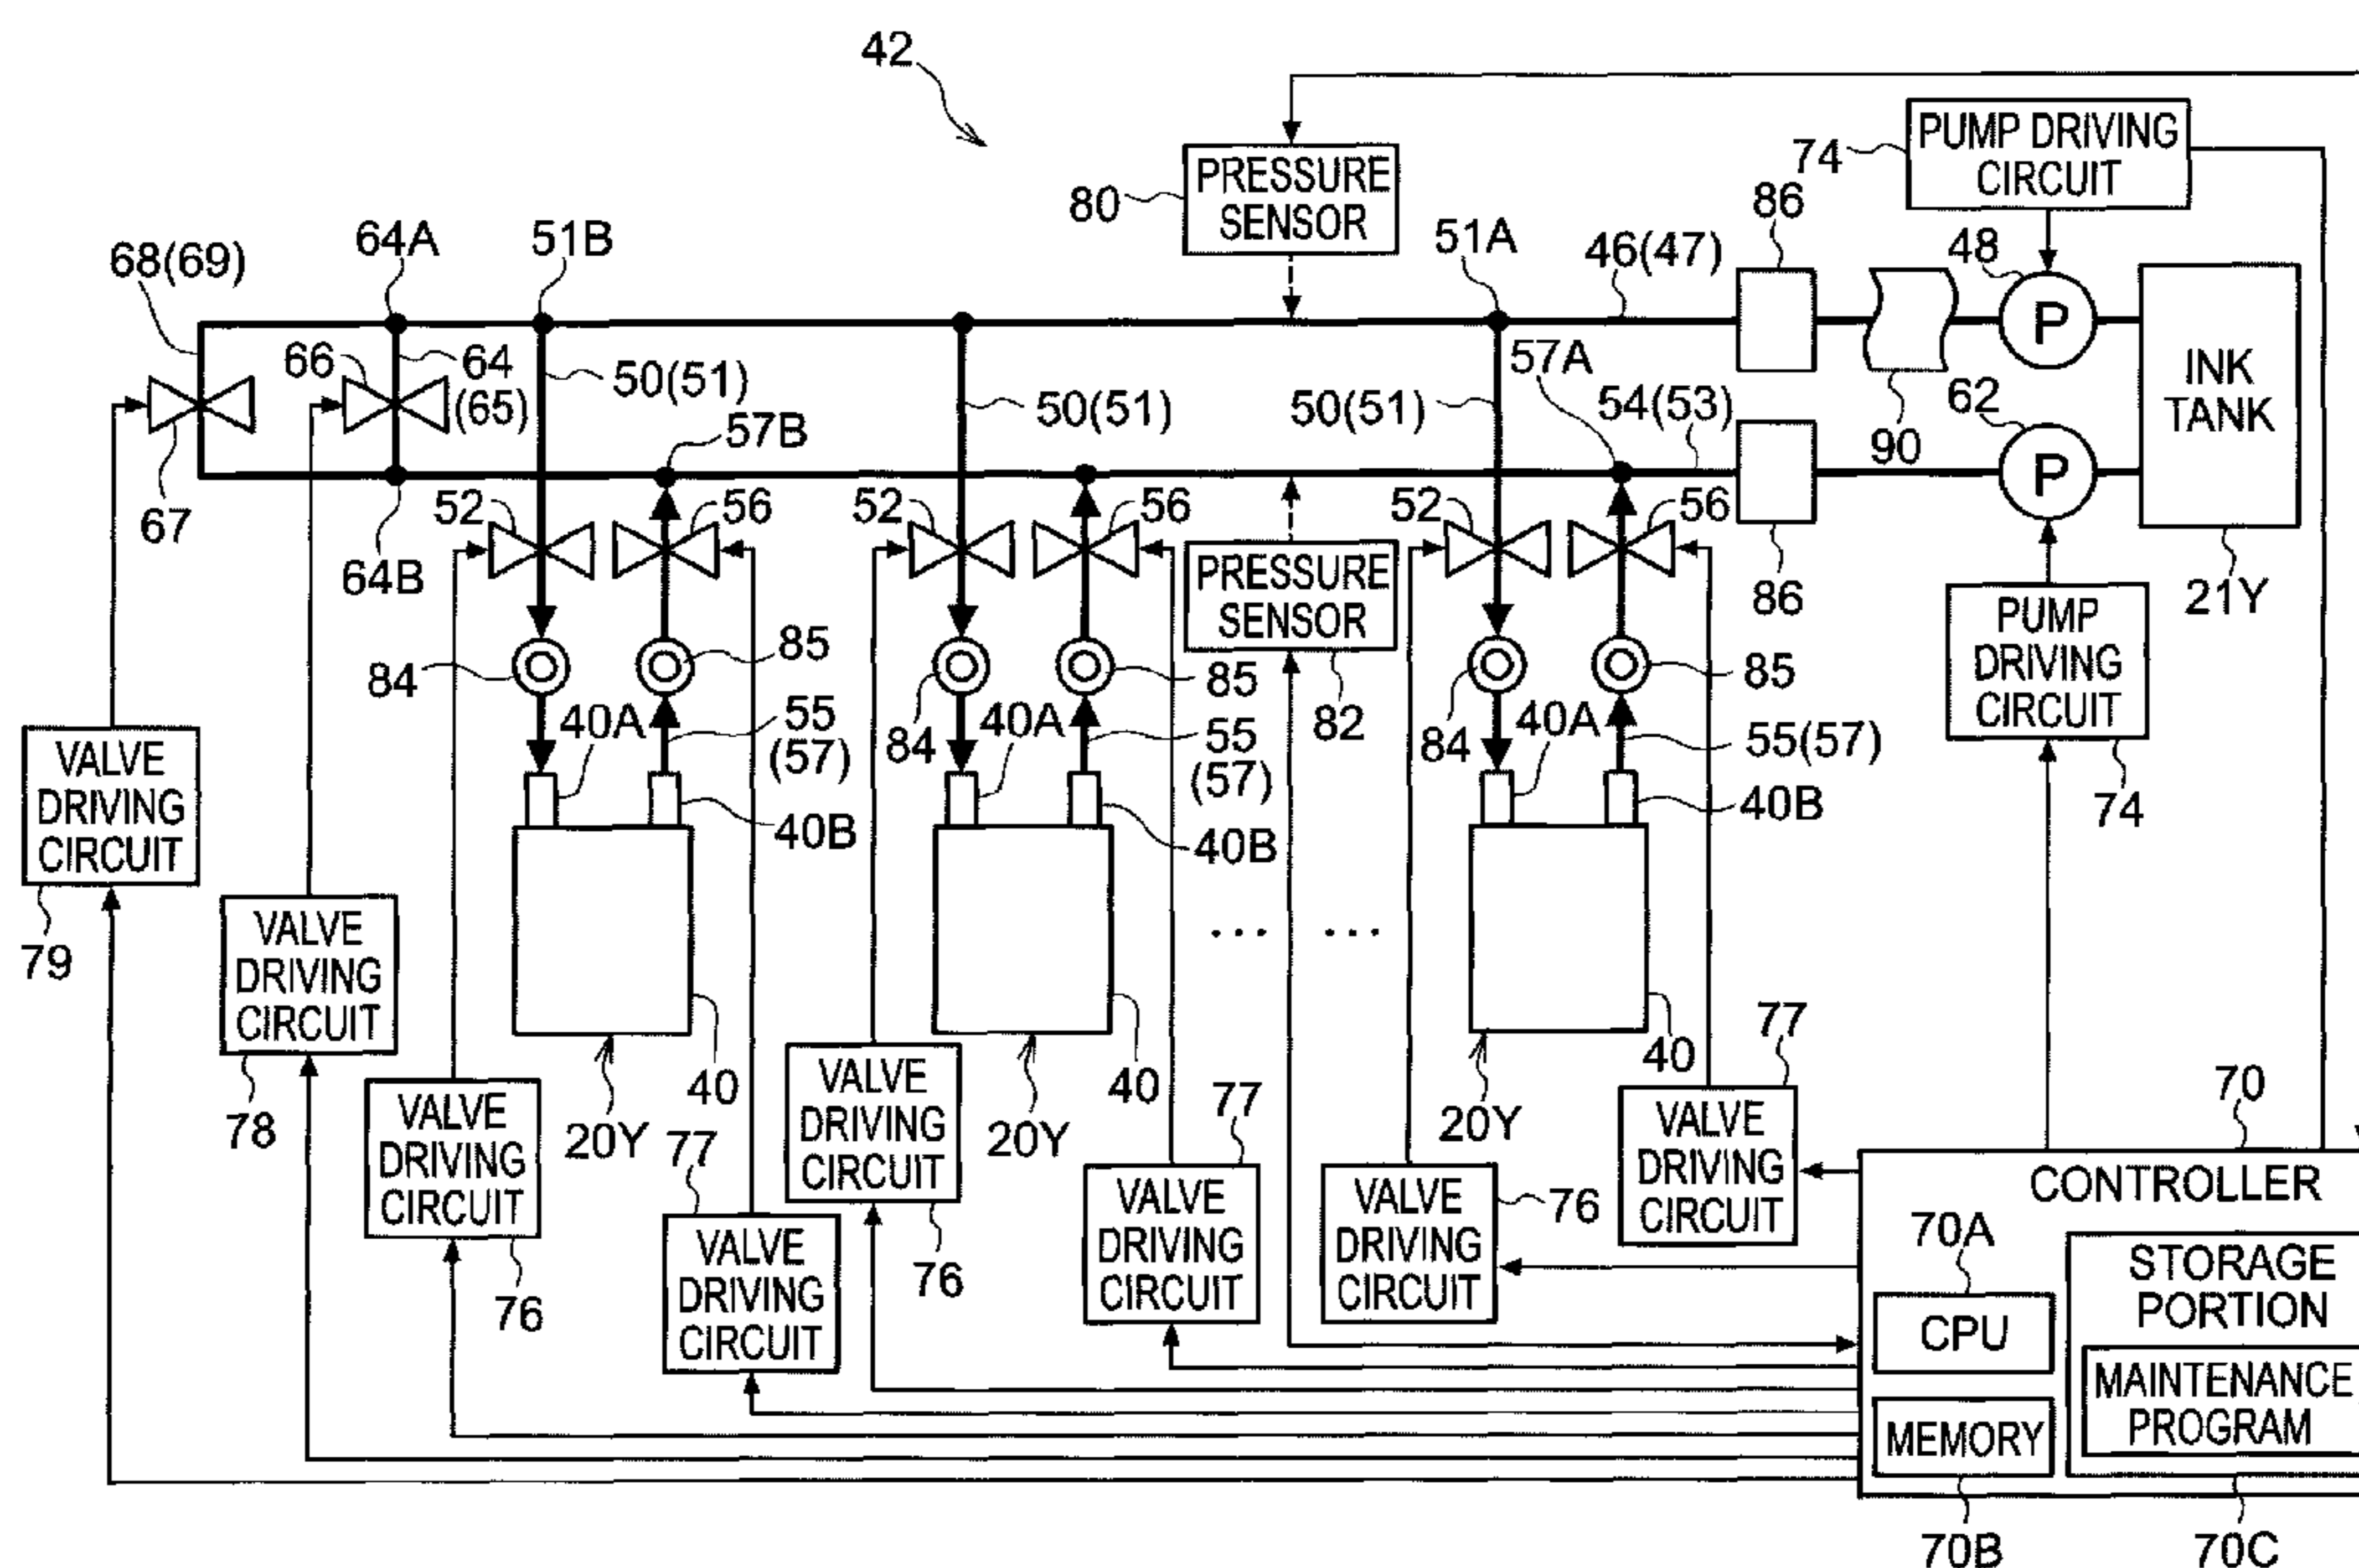 42
PUMP DRIVING
CIRCUIT
74
PRESSURE
SENSOR
80
86
68(69)
64A
51B
51A
46(47)
48
P
INK
TANK
66
64
(65)
50(51)
50(51)
50(51)
57A
54(53)
90
62
P
57B
67
64B
52
56
52
56
52
56
PRESSURE
SENSOR
82
86
21Y
PUMP
DRIVING
CIRCUIT
74
84
85
84
85
84
85
40A
55
(57)
40B
40A
55
(57)
40B
40A
55(57)
40B
VALVE
DRIVING
CIRCUIT
79
VALVE
DRIVING
CIRCUIT
78
... ...
40
20Y
40
20Y
40
20Y
VALVE
DRIVING
CIRCUIT
76
77
VALVE
DRIVING
CIRCUIT
VALVE
DRIVING
CIRCUIT
76
77
VALVE
DRIVING
CIRCUIT
VALVE
DRIVING
CIRCUIT
76
77
VALVE
DRIVING
CIRCUIT
70
CONTROLLER
70A
CPU
MEMORY
70B
STORAGE
PORTION
MAINTENANCE
PROGRAM
70C